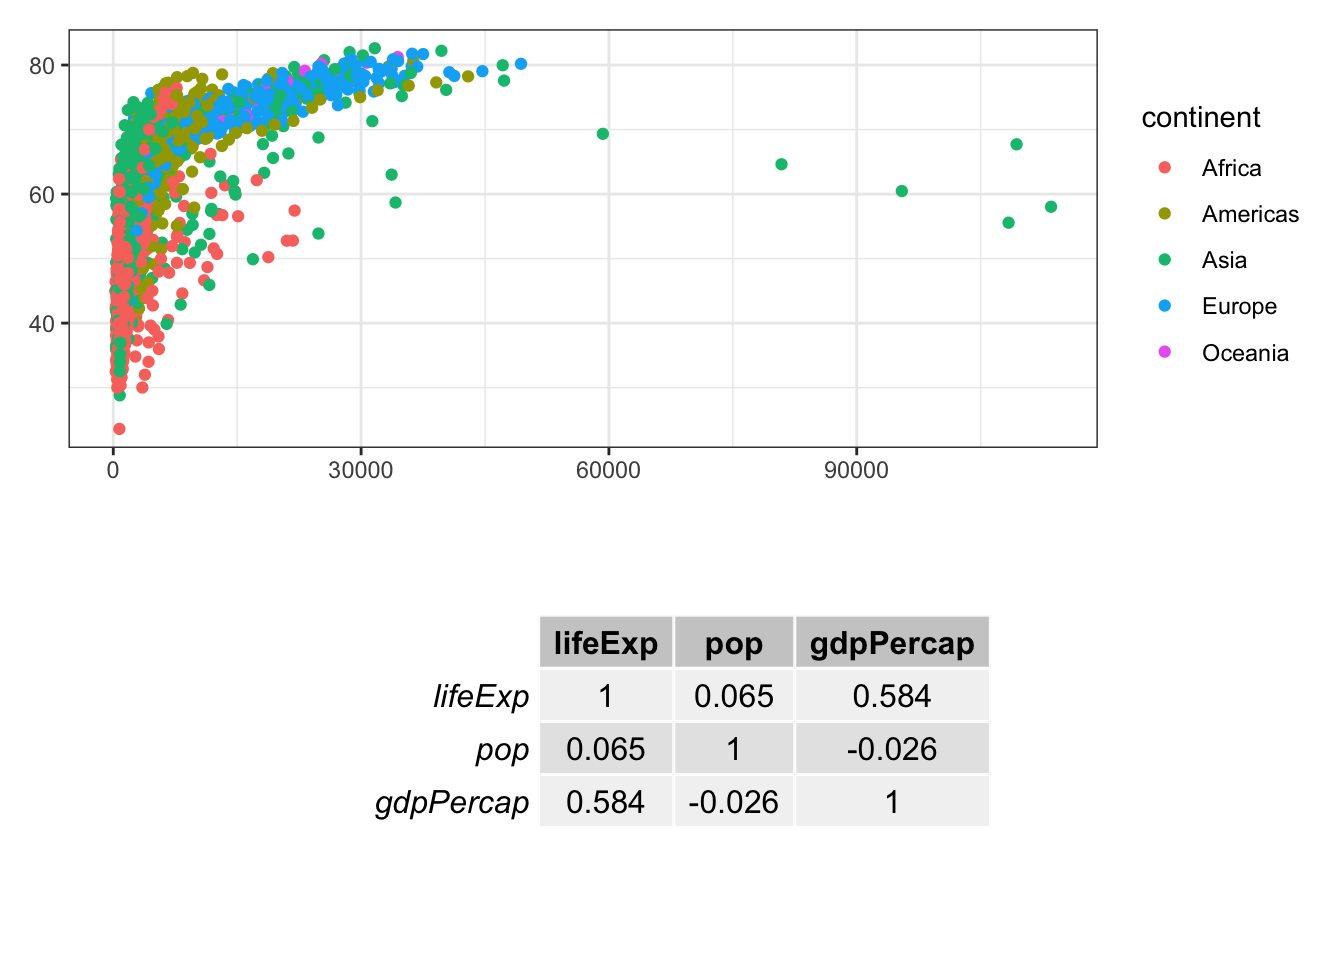 80
60
40
0 30000 60000 90000
continent
Africa
Americas
Asia
Europe
Oceania
lifeExp pop gdpPercap
lifeExp 1 0.065 0.584
pop 0.065 1 -0.026
gdpPercap 0.584 -0.026 1